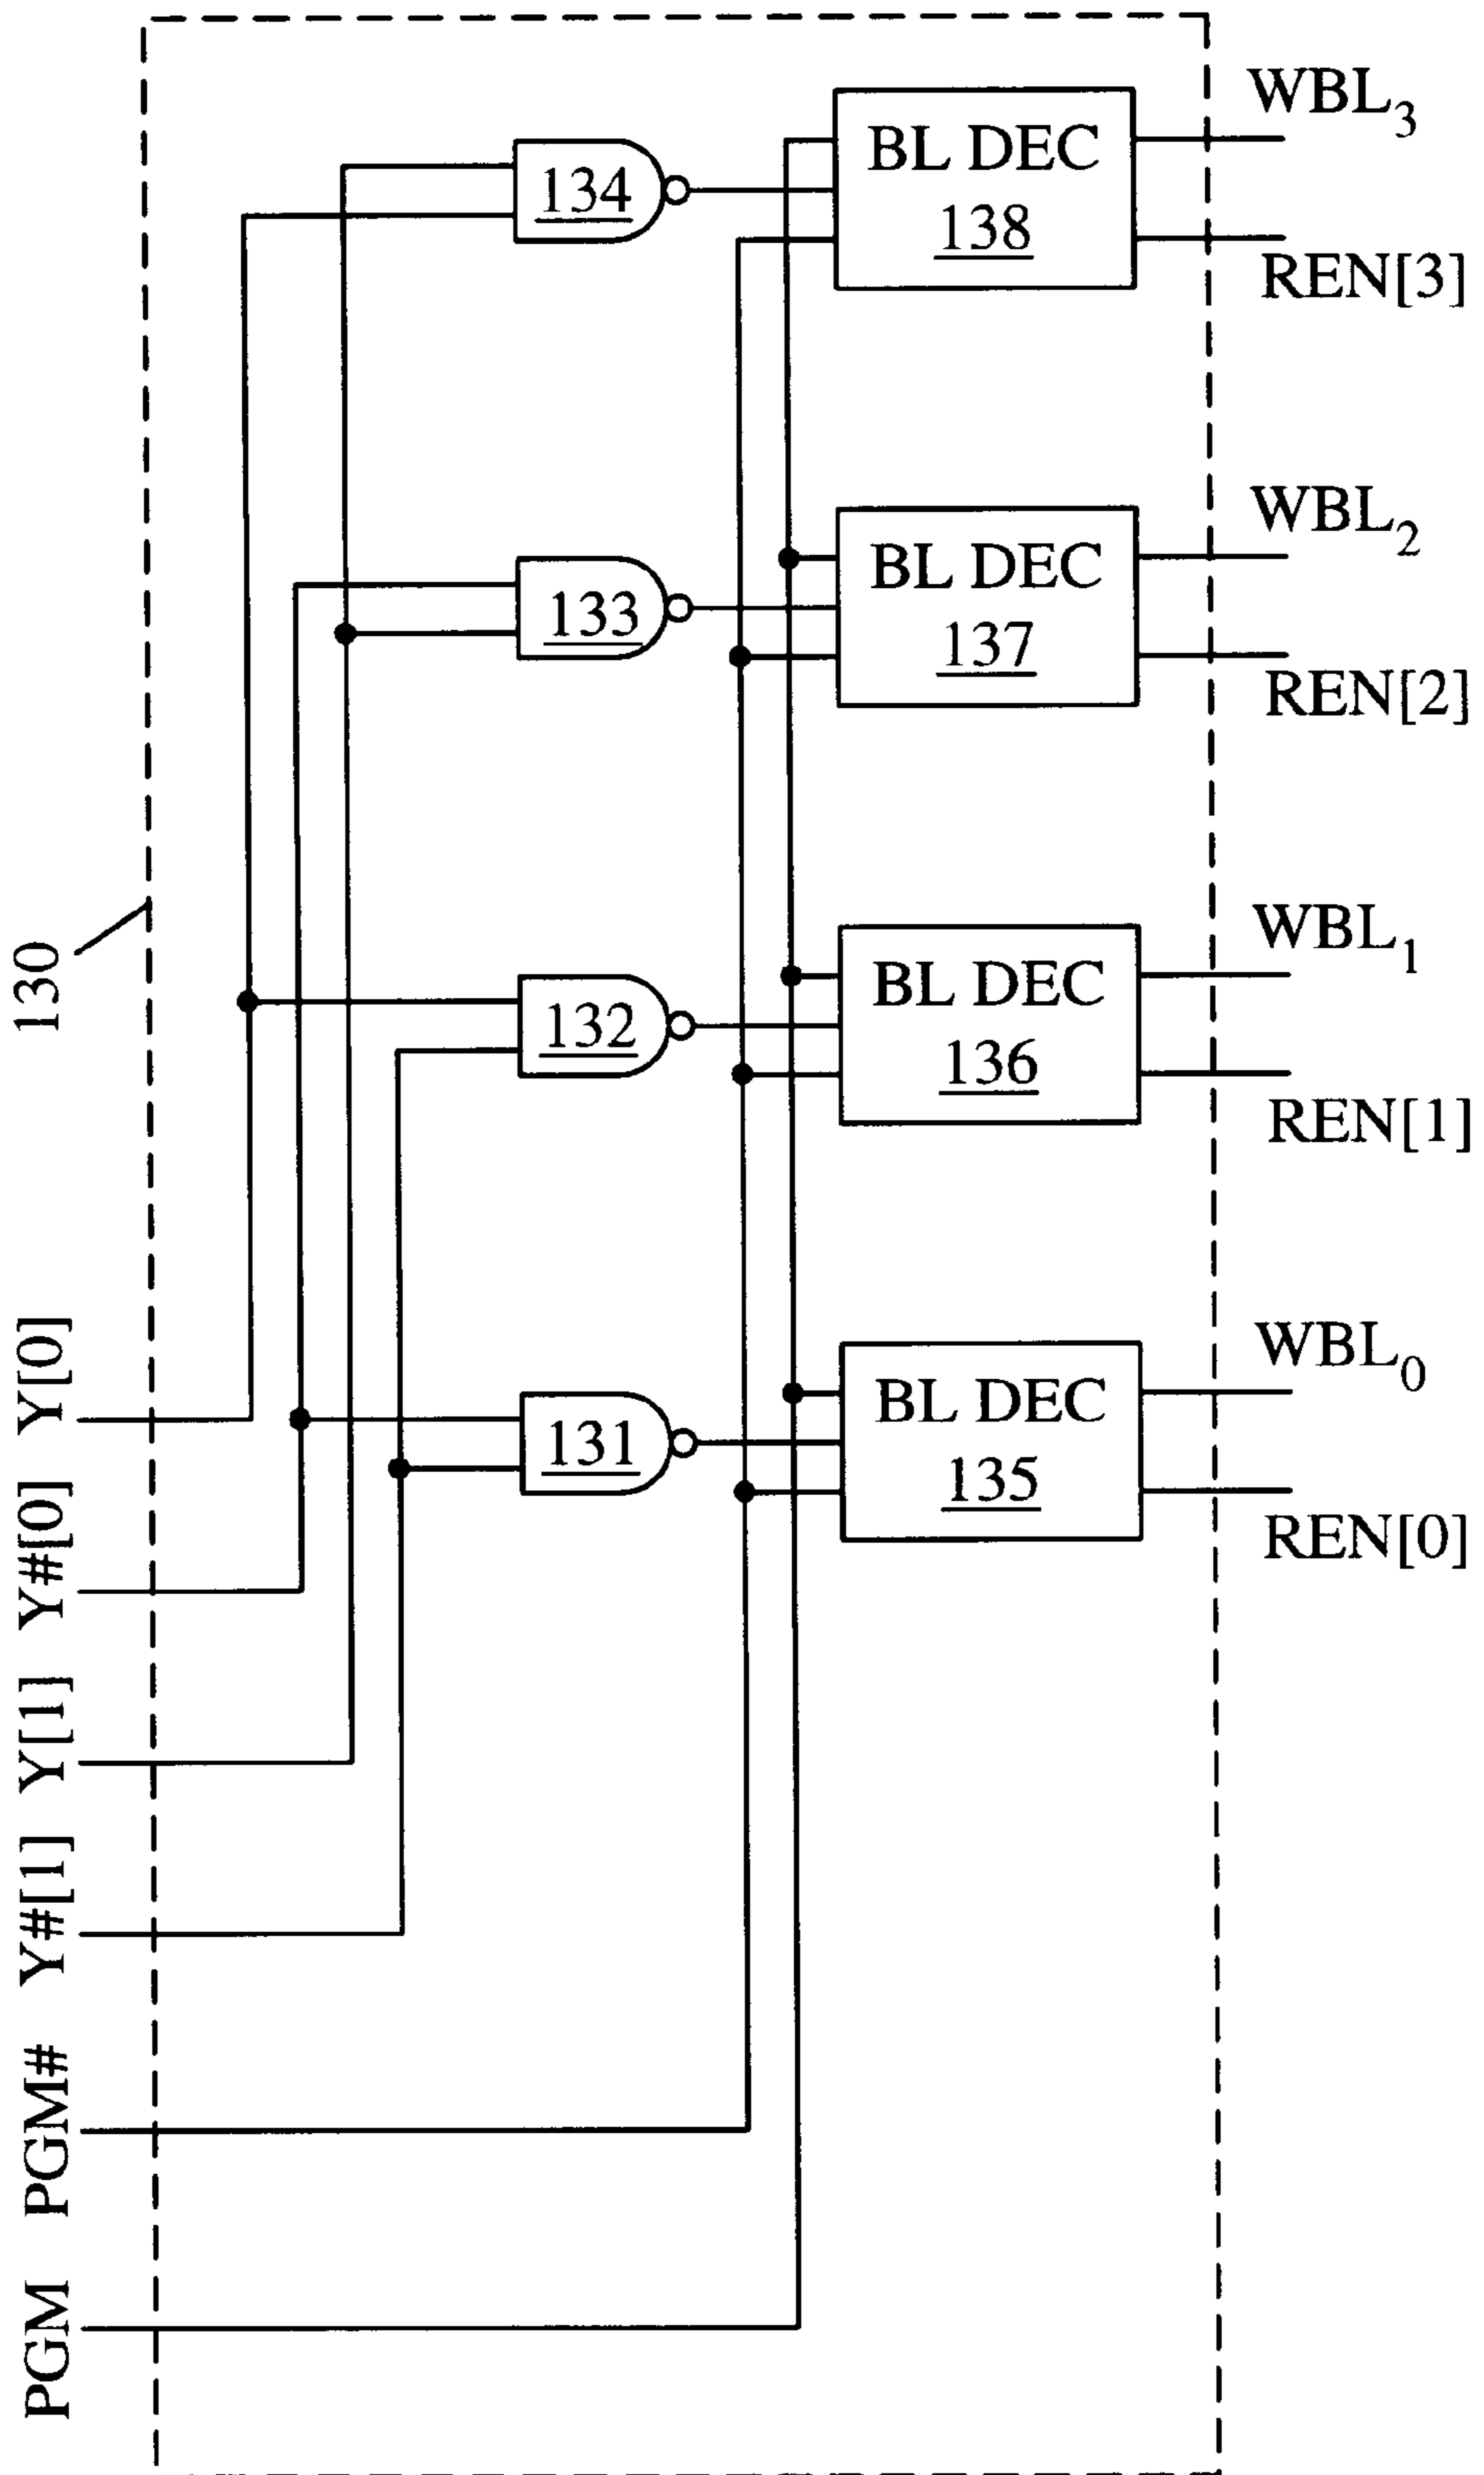 WBL3
BL DEC
134
138
REN[3]
WBL2
BL DEC
133
137
REN[2]
130
WBL1
BL DEC
132
136
REN[1]
WBL0
BL DEC
131
135
REN[0]
Y[0]
Y#[0]
Y[1]
Y#[1]
PGM#
PGM